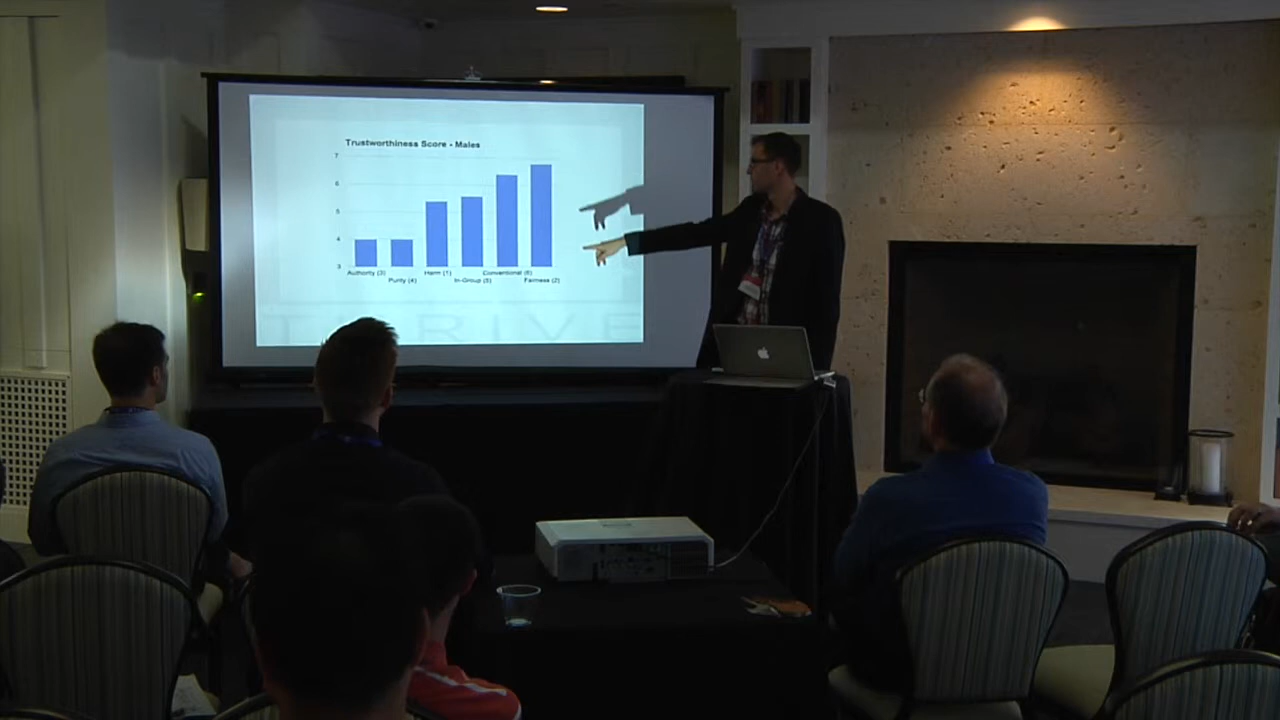 Trustworthiness Score - Males
7
6
5
4
3
Authority (3) Harm (1) Conventional (6)
Purity (4) In-Group (5) Fairness (2)
THRIVE